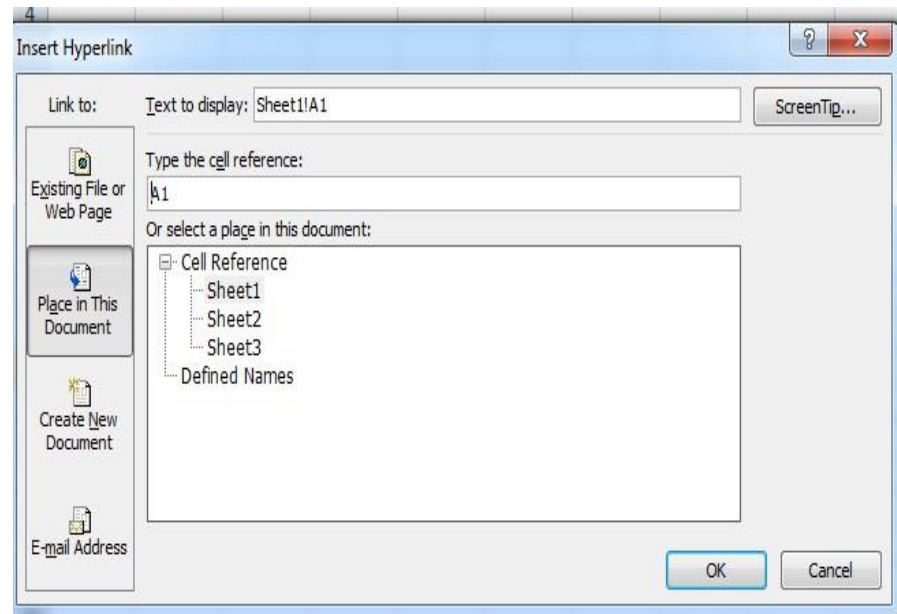 4
Insert Hyperlink
?
X
Link to:
Text to display: Sheet1!A1
ScreenTip...
Existing File or
Web Page
Type the cell reference:
A1
Or select a place in this document:
Place in This
Document
Cell Reference
Sheet1
Sheet2
Sheet3
Defined Names
Create New
Document
E-mail Address
OK
Cancel